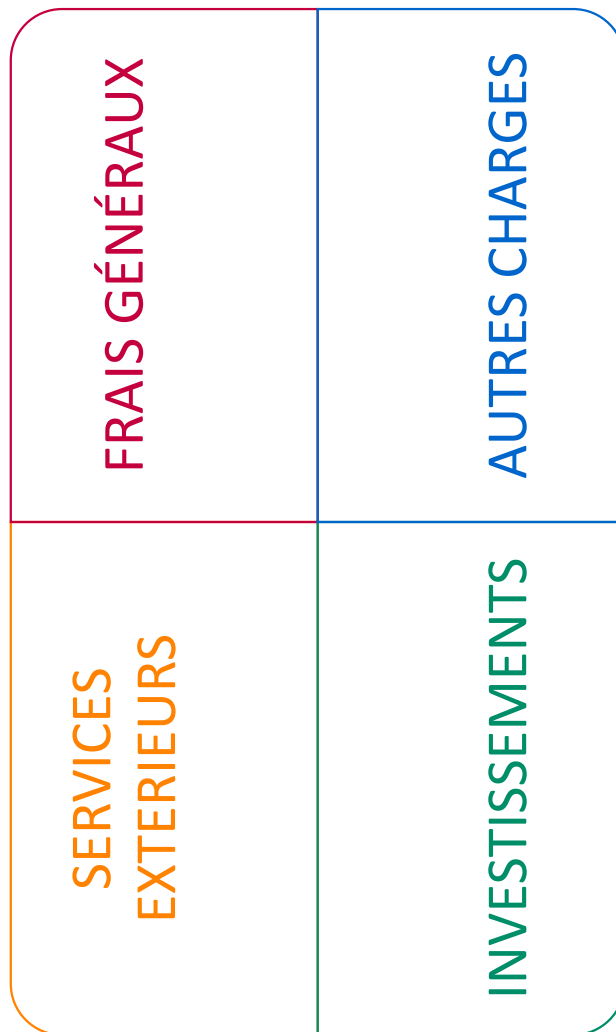 SERVICES
EXTERIEURS
FRAIS GÉNÉRAUX
INVESTISSEMENTS
AUTRES CHARGES